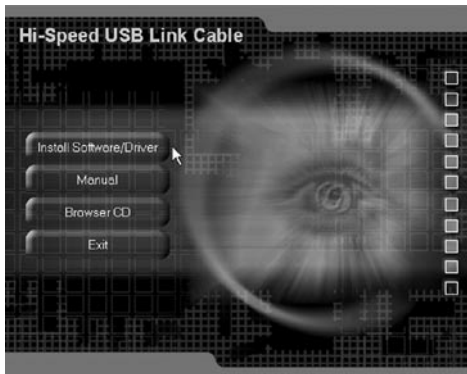 Hi-Speed USB Link Cable
Install Software/Driver
Manual
Browser CD
Exit